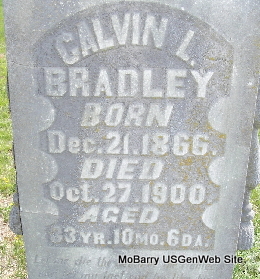 CALVIN L.
BRADLEY
BORN
Dec. 21. 1866.
DIED
Oct. 27. 1900.
AGED
33 YR. 10 MO. 6 DA.
MoBarry USGenWeb Site